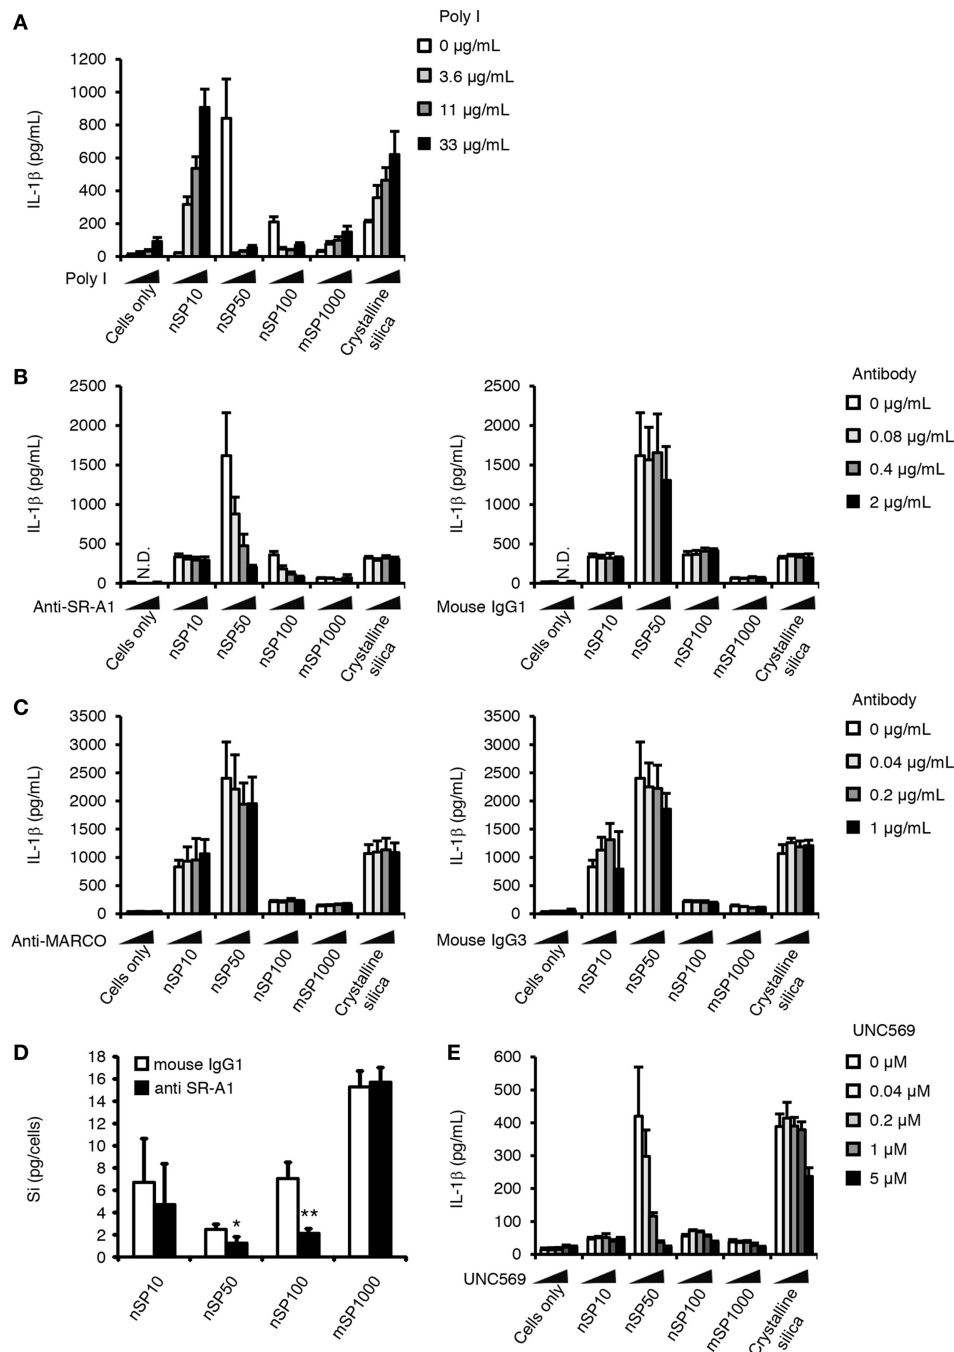 A
Poly I
0 µg/mL
3.6 µg/mL
11 µg/mL
33 µg/mL
IL-1β (pg/mL)
1200
1000
800
600
400
200
0
Poly I
Cells only
nSP10
nSP50
nSP100
mSP1000
Crystalline
silica
B
Antibody
0 µg/mL
0.08 µg/mL
0.4 µg/mL
2 µg/mL
IL-1β (pg/mL)
2500
2000
1500
1000
500
0
N.D.
Anti-SR-A1
Cells only
nSP10
nSP50
nSP100
mSP1000
Crystalline
silica
IL-1β (pg/mL)
2500
2000
1500
1000
500
0
N.D.
Mouse IgG1
Cells only
nSP10
nSP50
nSP100
mSP1000
Crystalline
silica
C
Antibody
0 µg/mL
0.04 µg/mL
0.2 µg/mL
1 µg/mL
IL-1β (pg/mL)
3500
3000
2500
2000
1500
1000
500
0
Anti-MARCO
Cells only
nSP10
nSP50
nSP100
mSP1000
Crystalline
silica
IL-1β (pg/mL)
3500
3000
2500
2000
1500
1000
500
0
Mouse IgG3
Cells only
nSP10
nSP50
nSP100
mSP1000
Crystalline
silica
D
mouse IgG1
anti SR-A1
Si (pg/cells)
18
16
14
12
10
8
6
4
2
0
*
**
nSP10
nSP50
nSP100
mSP1000
E
UNC569
0 µM
0.04 µM
0.2 µM
1 µM
5 µM
IL-1β (pg/mL)
600
500
400
300
200
100
0
UNC569
Cells only
nSP10
nSP50
nSP100
mSP1000
Crystalline
silica